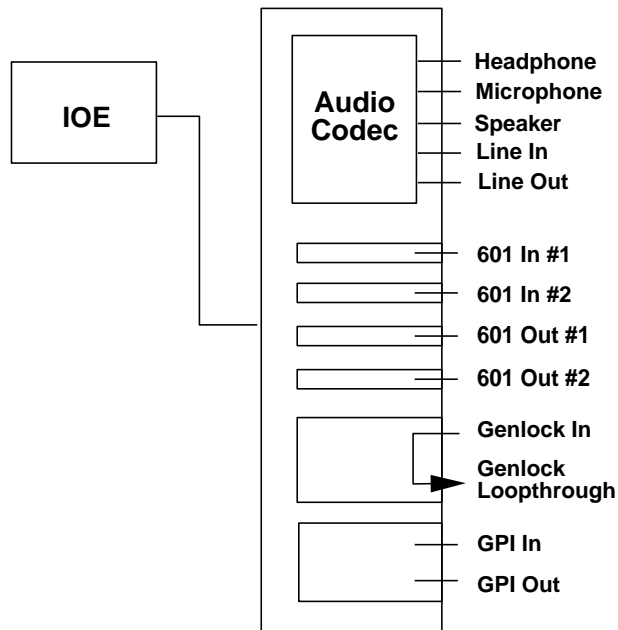 IOE
Audio
Codec
Headphone
Microphone
Speaker
Line In
Line Out
601 In #1
601 In #2
601 Out #1
601 Out #2
Genlock In
Genlock
Loopthrough
GPI In
GPI Out